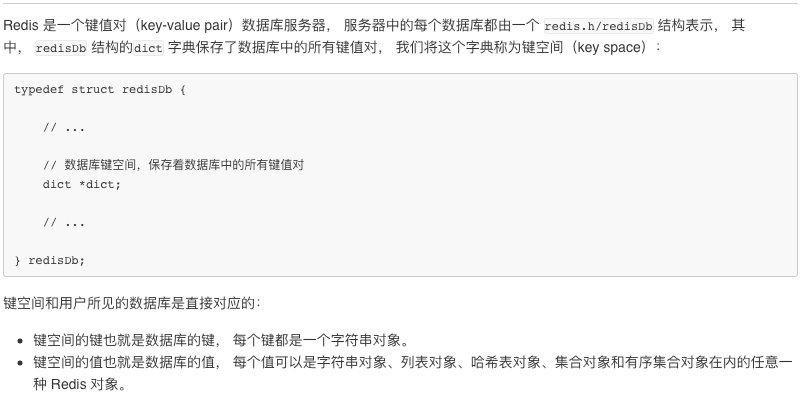 Redis 是一个键值对（key-value pair）数据库服务器， 服务器中的每个数据库都由一个 redis.h/redisDb 结构表示， 其
中， redisDb 结构的dict 字典保存了数据库中的所有键值对， 我们将这个字典称为键空间（key space）：
typedef struct redisDb {
// ...
// 数据库键空间，保存着数据库中的所有键值对
dict *dict;
// ...
} redisDb;
键空间和用户所见的数据库是直接对应的：
• 键空间的键也就是数据库的键， 每个键都是一个字符串对象。
• 键空间的值也就是数据库的值， 每个值可以是字符串对象、列表对象、哈希表对象、集合对象和有序集合对象在内的任意一
种 Redis 对象。